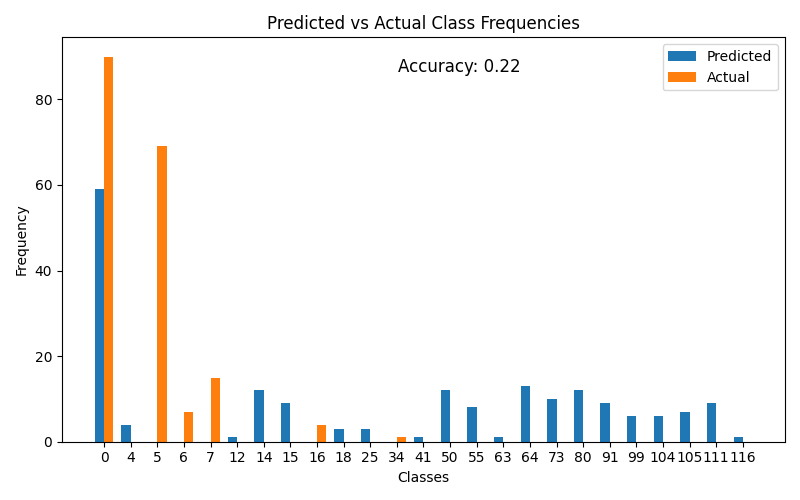 Predicted vs Actual Class Frequencies
Accuracy: 0.22
Predicted
Actual
Frequency
80
60
40
20
0
0 4 5 6 7 12 14 15 16 18 25 34 41 50 55 63 64 73 80 91 99 104 105 111 116
Classes